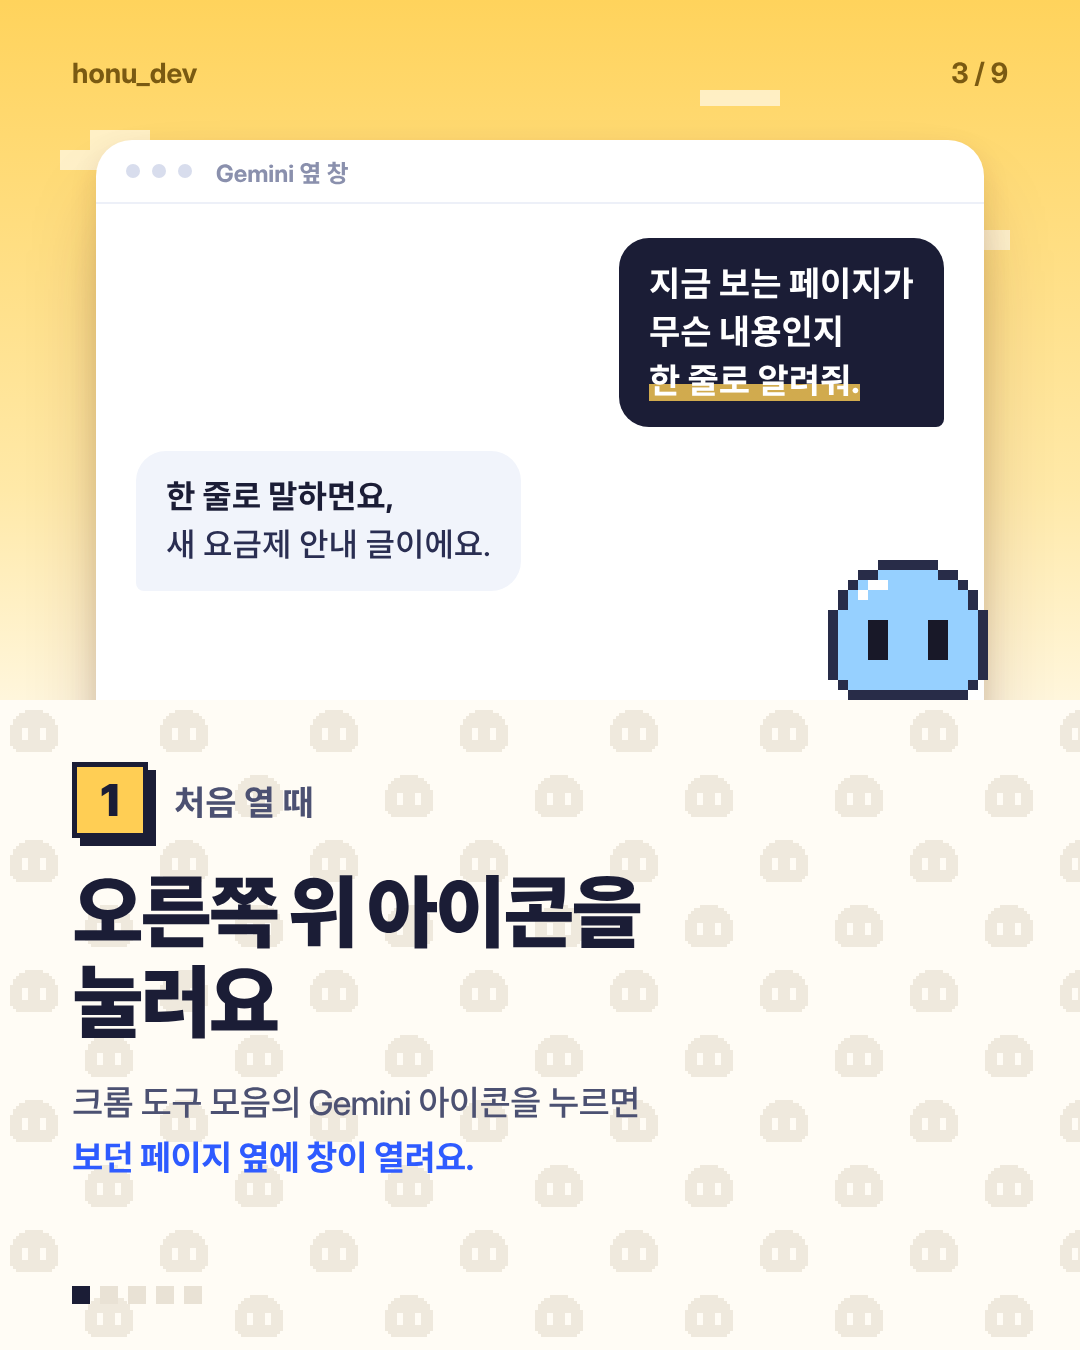 honu_dev
3 / 9
Gemini 옆 창
지금 보는 페이지가
무슨 내용인지
한 줄로 알려줘.
한 줄로 말하면요,
새 요금제 안내 글이에요.
1
처음 열 때
오른쪽 위 아이콘을
눌러요
크롬 도구 모음의 Gemini 아이콘을 누르면
보던 페이지 옆에 창이 열려요.